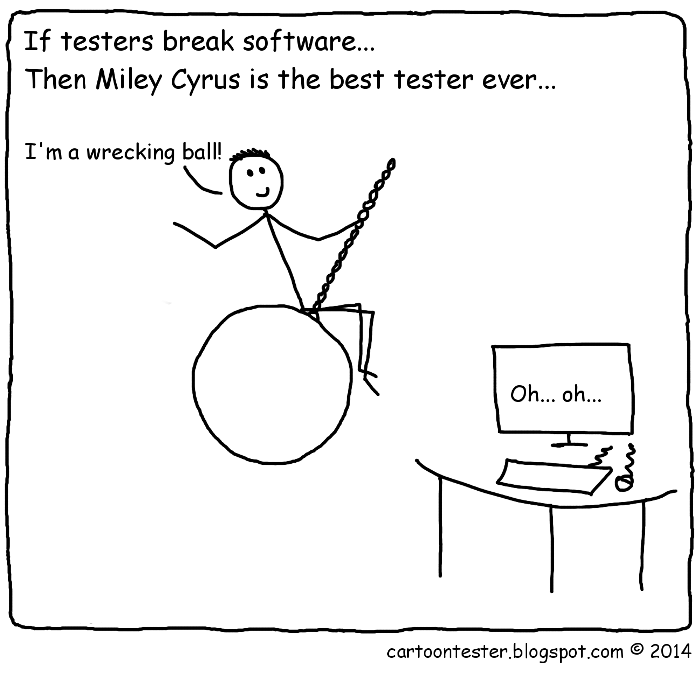 If testers break software...
Then Miley Cyrus is the best tester ever...
I'm a wrecking ball!
Oh... oh...
cartoontester.blogspot.com © 2014